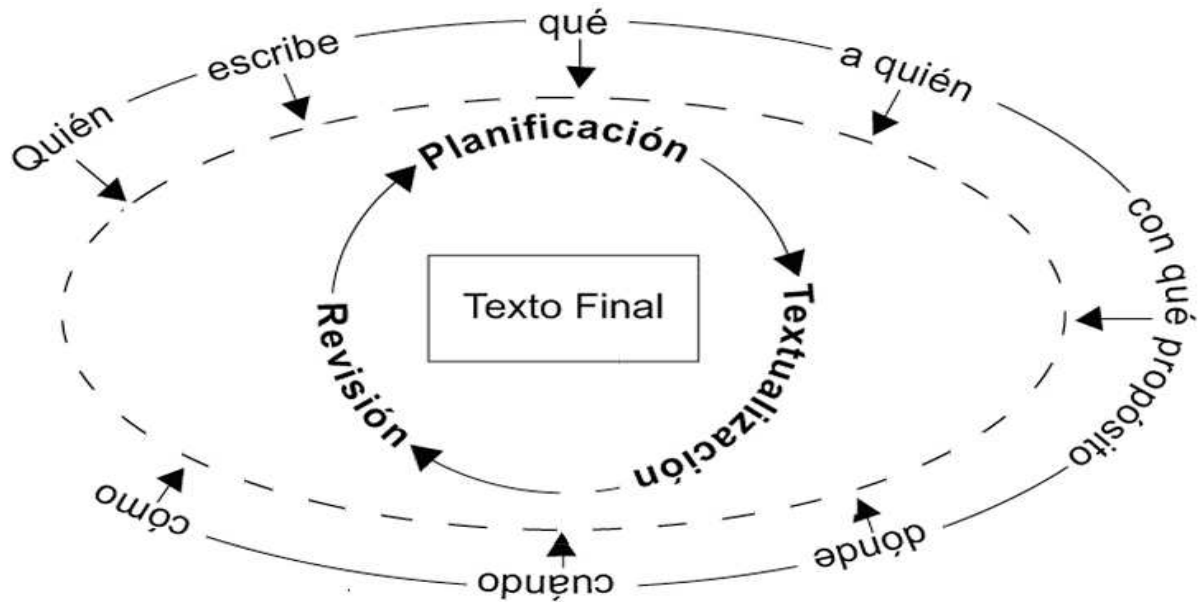 Quién
escribe
qué
a quién
con qué propósito
dónde
cuándo
cómo
Planificación
Textualización
Revisión
Texto Final